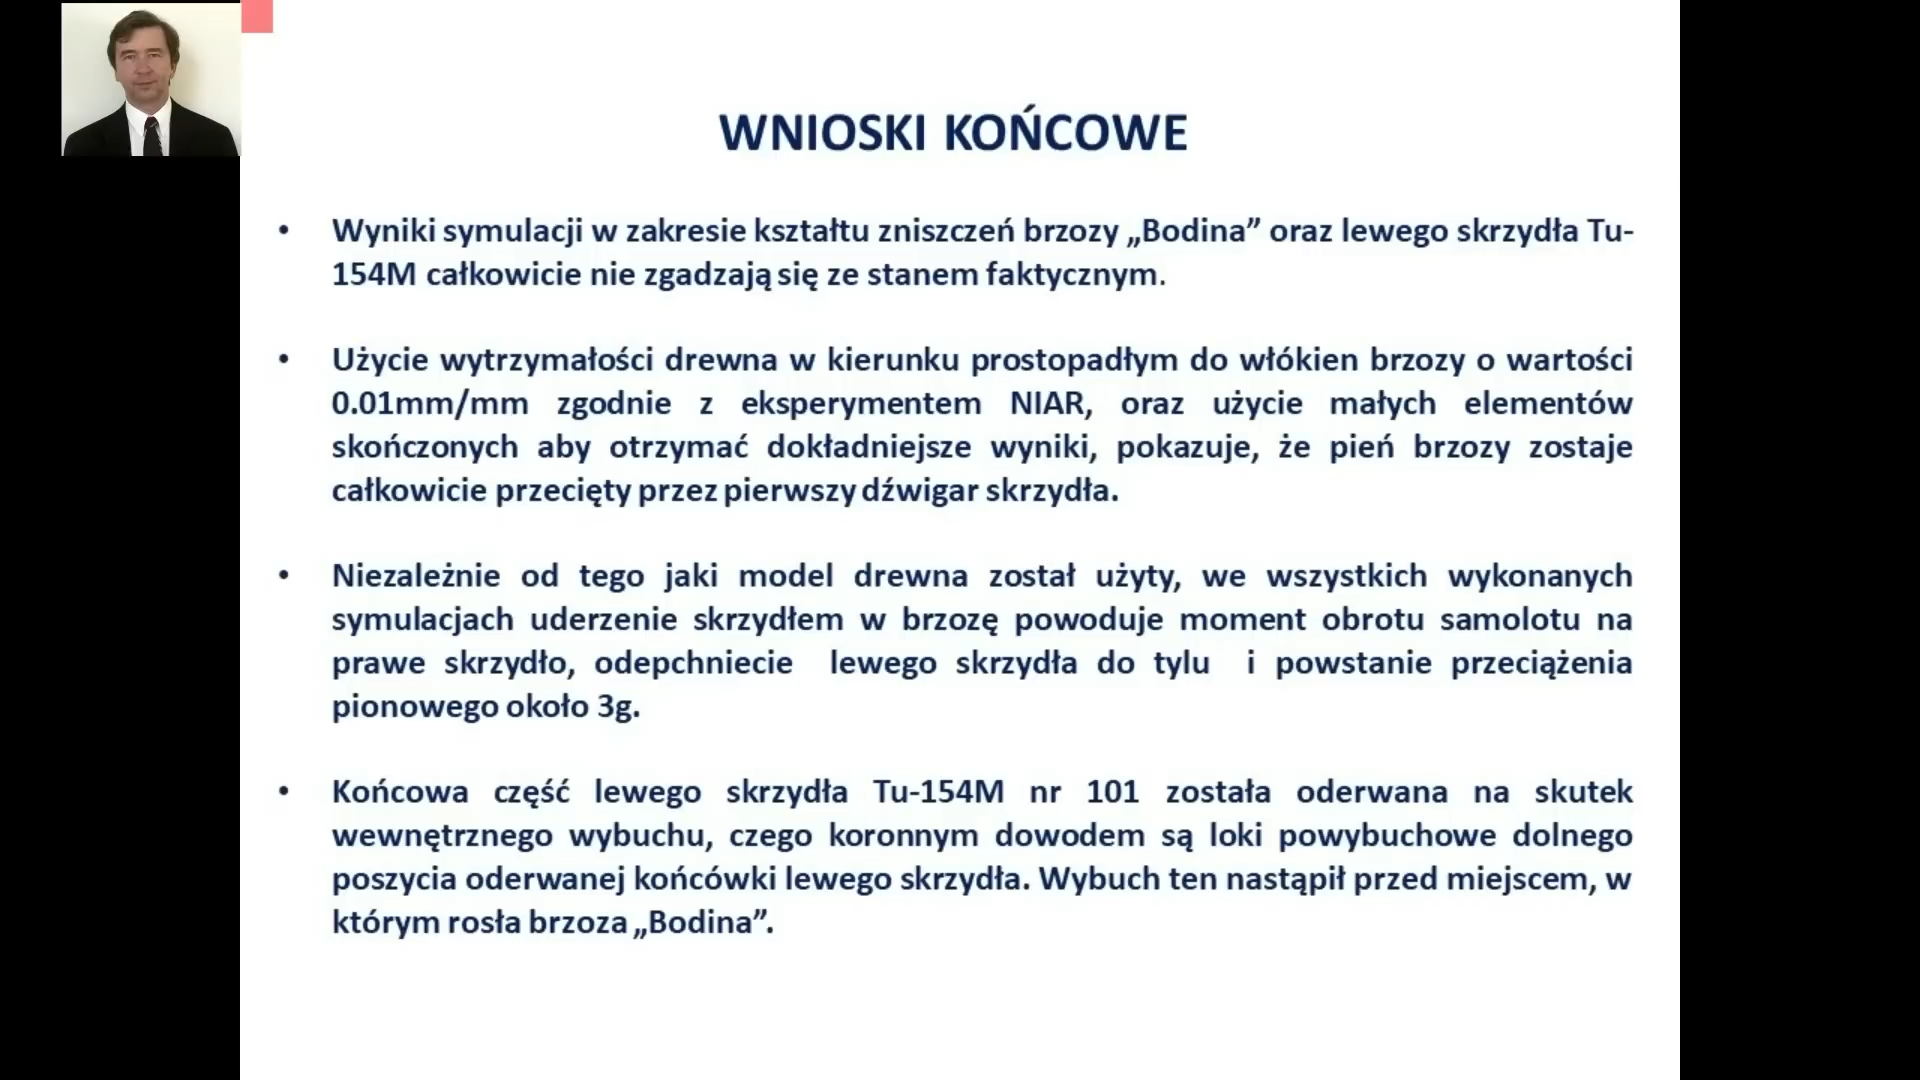 WNIOSKI KOŃCOWE
• Wyniki symulacji w zakresie kształtu zniszczeń brzozy „Bodina” oraz lewego skrzydła Tu-
154M całkowicie nie zgadzają się ze stanem faktycznym.
• Użycie wytrzymałości drewna w kierunku prostopadłym do włókien brzozy o wartości
0.01mm/mm zgodnie z eksperymentem NIAR, oraz użycie małych elementów
skończonych aby otrzymać dokładniejsze wyniki, pokazuje, że pień brzozy zostaje
całkowicie przecięty przez pierwszy dźwigar skrzydła.
• Niezależnie od tego jaki model drewna został użyty, we wszystkich wykonanych
symulacjach uderzenie skrzydłem w brzozę powoduje moment obrotu samolotu na
prawe skrzydło, odepchniecie lewego skrzydła do tylu i powstanie przeciążenia
pionowego około 3g.
• Końcowa część lewego skrzydła Tu-154M nr 101 została oderwana na skutek
wewnętrznego wybuchu, czego koronnym dowodem są loki powybuchowe dolnego
poszycia oderwanej końcówki lewego skrzydła. Wybuch ten nastąpił przed miejscem, w
którym rosła brzoza „Bodina”.